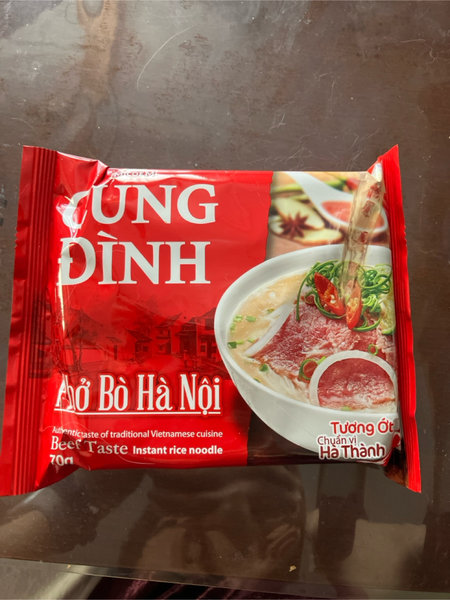 CUNG
ĐÌNH
Phở Bò Hà Nội
Authentic taste of traditional Vietnamese cuisine
Beef Taste Instant rice noodle
70g
Tương Ớt
Chuẩn vị
Hà Thành